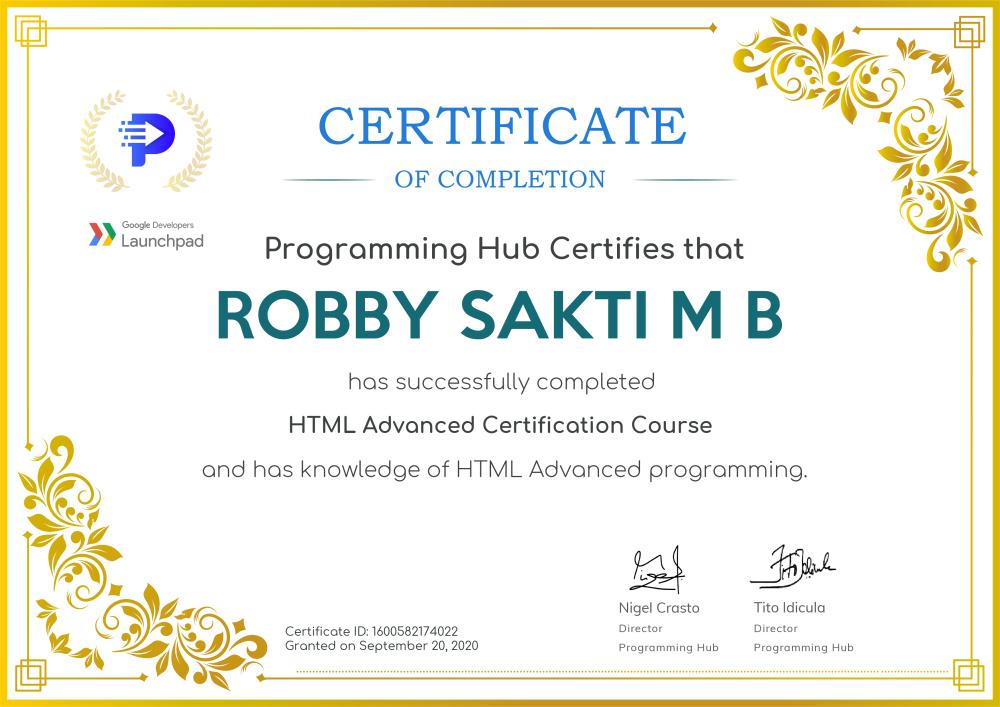 CERTIFICATE
OF COMPLETION
Google Developers
Launchpad
Programming Hub Certifies that
ROBBY SAKTI M B
has successfully completed
HTML Advanced Certification Course
and has knowledge of HTML Advanced programming.
Nigel Crasto
Director
Programming Hub
Tito Idicula
Director
Programming Hub
Certificate ID: 1600582174022
Granted on September 20, 2020